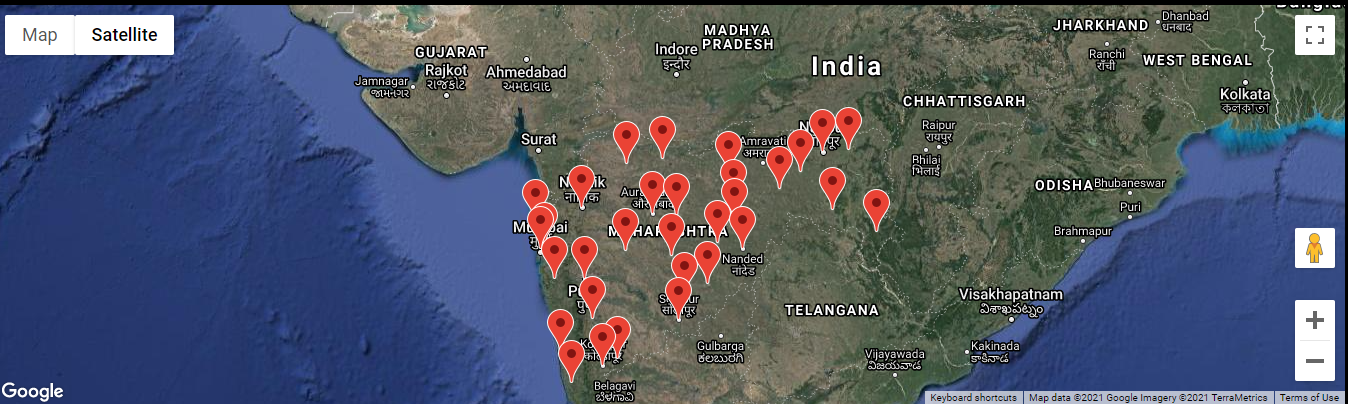 Map
Satellite
GUJARAT
Rajkot
રાજકોટ
Jamnagar
જામનગર
Ahmedabad
અમદાવાદ
Surat
Indore
इन्दौर
MADHYA
PRADESH
India
JHARKHAND
Dhanbad
धनबाद
Ranchi
राँची
WEST BENGAL
Kolkata
কলকাতা
CHHATTISGARH
Raipur
रायपुर
Bhilai
भिलाई
ODISHA
Bhubaneswar
Puri
Brahmapur
Amravati
Nanded
नांदेड
TELANGANA
Visakhapatnam
విశాఖపట్నం
Kakinada
కాకినాడ
Vijayawada
విజయవాడ
Gulbarga
ಕಲಬುರಗಿ
Belagavi
ಬೆಳಗಾವಿ
Google
Keyboard shortcuts
Map data ©2021 Google Imagery ©2021 TerraMetrics
Terms of Use